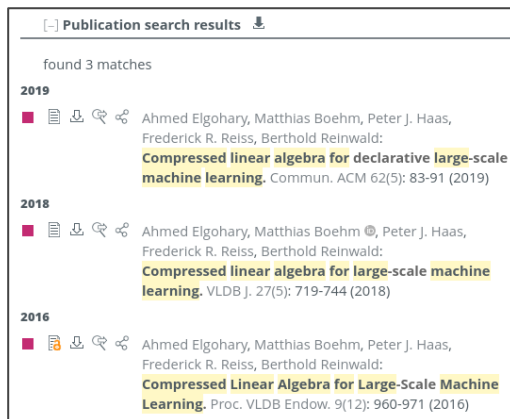 [−] Publication search results
found 3 matches
2019
Ahmed Elgohary, Matthias Boehm, Peter J. Haas,
Frederick R. Reiss, Berthold Reinwald:
Compressed linear algebra for declarative large-scale
machine learning. Commun. ACM 62(5): 83-91 (2019)
2018
Ahmed Elgohary, Matthias Boehm iD, Peter J. Haas,
Frederick R. Reiss, Berthold Reinwald:
Compressed linear algebra for large-scale machine
learning. VLDB J. 27(5): 719-744 (2018)
2016
Ahmed Elgohary, Matthias Boehm, Peter J. Haas,
Frederick R. Reiss, Berthold Reinwald:
Compressed Linear Algebra for Large-Scale Machine
Learning. Proc. VLDB Endow. 9(12): 960-971 (2016)